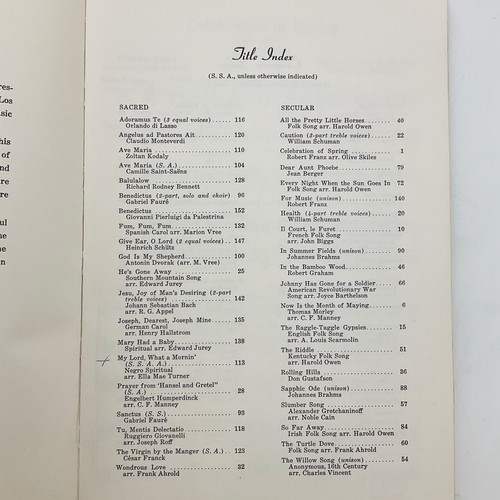 res-
Los
sic
his
of
and
re
re
ul
he
he
n
Title Index
(S. S. A., unless otherwise indicated)
SACRED
Adoramus Te (3 equal voices) ...... 116
Orlando di Lasso
Angelus ad Pastores Ait ............ 120
Claudio Monteverdi
Ave Maria ............ 110
Zoltan Kodaly
Ave Maria (S. A.) ............ 104
Camille Saint-Saëns
Balulalow ............ 128
Richard Rodney Bennett
Benedictus (2-part, solo and choir) 96
Gabriel Fauré
Benedictus ............ 152
Giovanni Pierluigi da Palestrina
Fum, Fum, Fum ............ 132
Spanish Carol arr. Marion Vree
Give Ear, O Lord (2 equal voices) .. 147
Heinrich Schütz
God Is My Shepherd ............ 100
Antonin Dvorak (arr. M. Vree)
He's Gone Away ............ 25
Southern Mountain Song
arr. Edward Jurey
Jesu, Joy of Man's Desiring (2-part
treble voices) ............ 142
Johann Sebastian Bach
arr. R. G. Appel
Joseph, Dearest, Joseph Mine ...... 135
German Carol
arr. Henry Hallstrom
Mary Had a Baby ............ 138
Spiritual arr. Edward Jurey
My Lord, What a Mornin'
(S. S. A. A.) ............ 113
Negro Spiritual
arr. Ella Mae Turner
Prayer from "Hansel and Gretel"
(S. A.) ............ 28
Engelbert Humperdinck
arr. C. F. Manney
Sanctus (S. S.) ............ 93
Gabriel Fauré
Tu, Mentis Delectatio ............ 118
Ruggiero Giovanelli
arr. Joseph Roff
The Virgin by the Manger (S. A.) .. 123
César Franck
Wondrous Love ............ 32
arr. Frank Ahrold
SECULAR
All the Pretty Little Horses ........ 40
Folk Song arr. Harold Owen
Caution (3-part treble voices) ...... 22
William Schuman
Celebration of Spring ............ 1
Robert Franz arr. Olive Skiles
Dear Aunt Phoebe ............ 79
Jean Berger
Every Night When the Sun Goes In 72
Folk Song arr. Harold Owen
For Music (unison) ............ 140
Robert Franz
Health (4-part treble voices) ...... 20
William Schuman
Il Court, le Furet ............ 10
French Folk Song
arr. John Biggs
In Summer Fields (unison) ........ 90
Johannes Brahms
In the Bamboo Wood ............ 46
Robert Graham
Johnny Has Gone for a Soldier ..... 66
American Revolutionary War
Song arr. Joyce Barthelson
Now Is the Month of Maying ...... 6
Thomas Morley
arr. C. F. Manney
The Raggle-Taggle Gypsies ........ 15
English Folk Song
arr. A. Louis Scarmolin
The Riddle ............ 51
Kentucky Folk Song
arr. Harold Owen
Rolling Hills ............ 36
Don Gustafson
Sapphic Ode (unison) ............ 88
Johannes Brahms
Slumber Song ............ 57
Alexander Gretchaninoff
arr. Noble Cain
So Far Away ............ 84
Irish Folk Song arr. Harold Owen
The Turtle Dove ............ 60
Folk Song arr. Frank Ahrold
The Willow Song (unison) ........ 54
Anonymous, 16th Century
arr. Charles Vincent